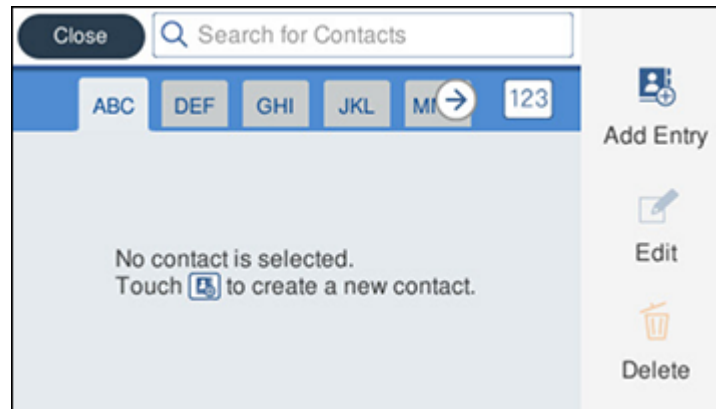 Close
Search for Contacts
ABC DEF GHI JKL 123
No contact is selected.
Touch to create a new contact.
Add Entry
Edit
Delete